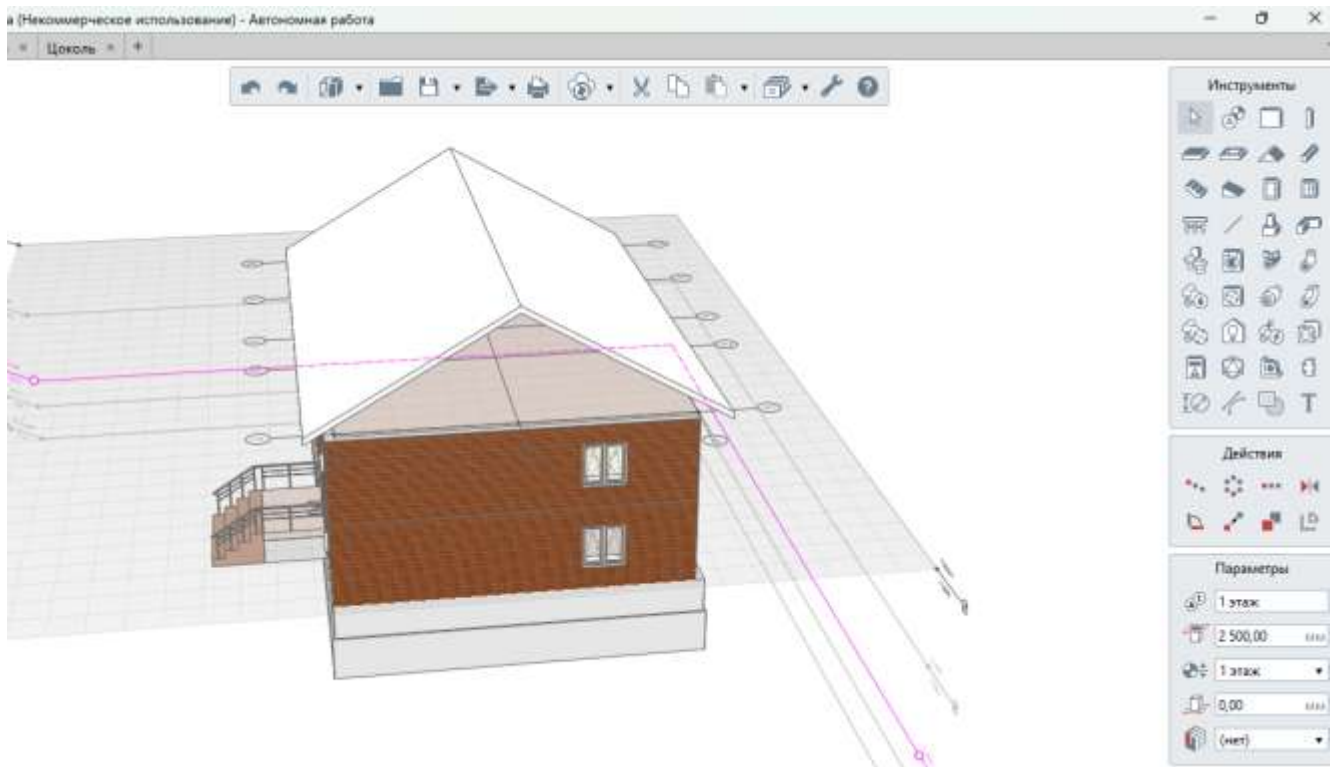 а (Некоммерческое использование) - Автономная работа
Цоколь
Инструменты
T
Действия
Параметры
1 этаж
2 500,00
1 этаж
0,00
(нет)